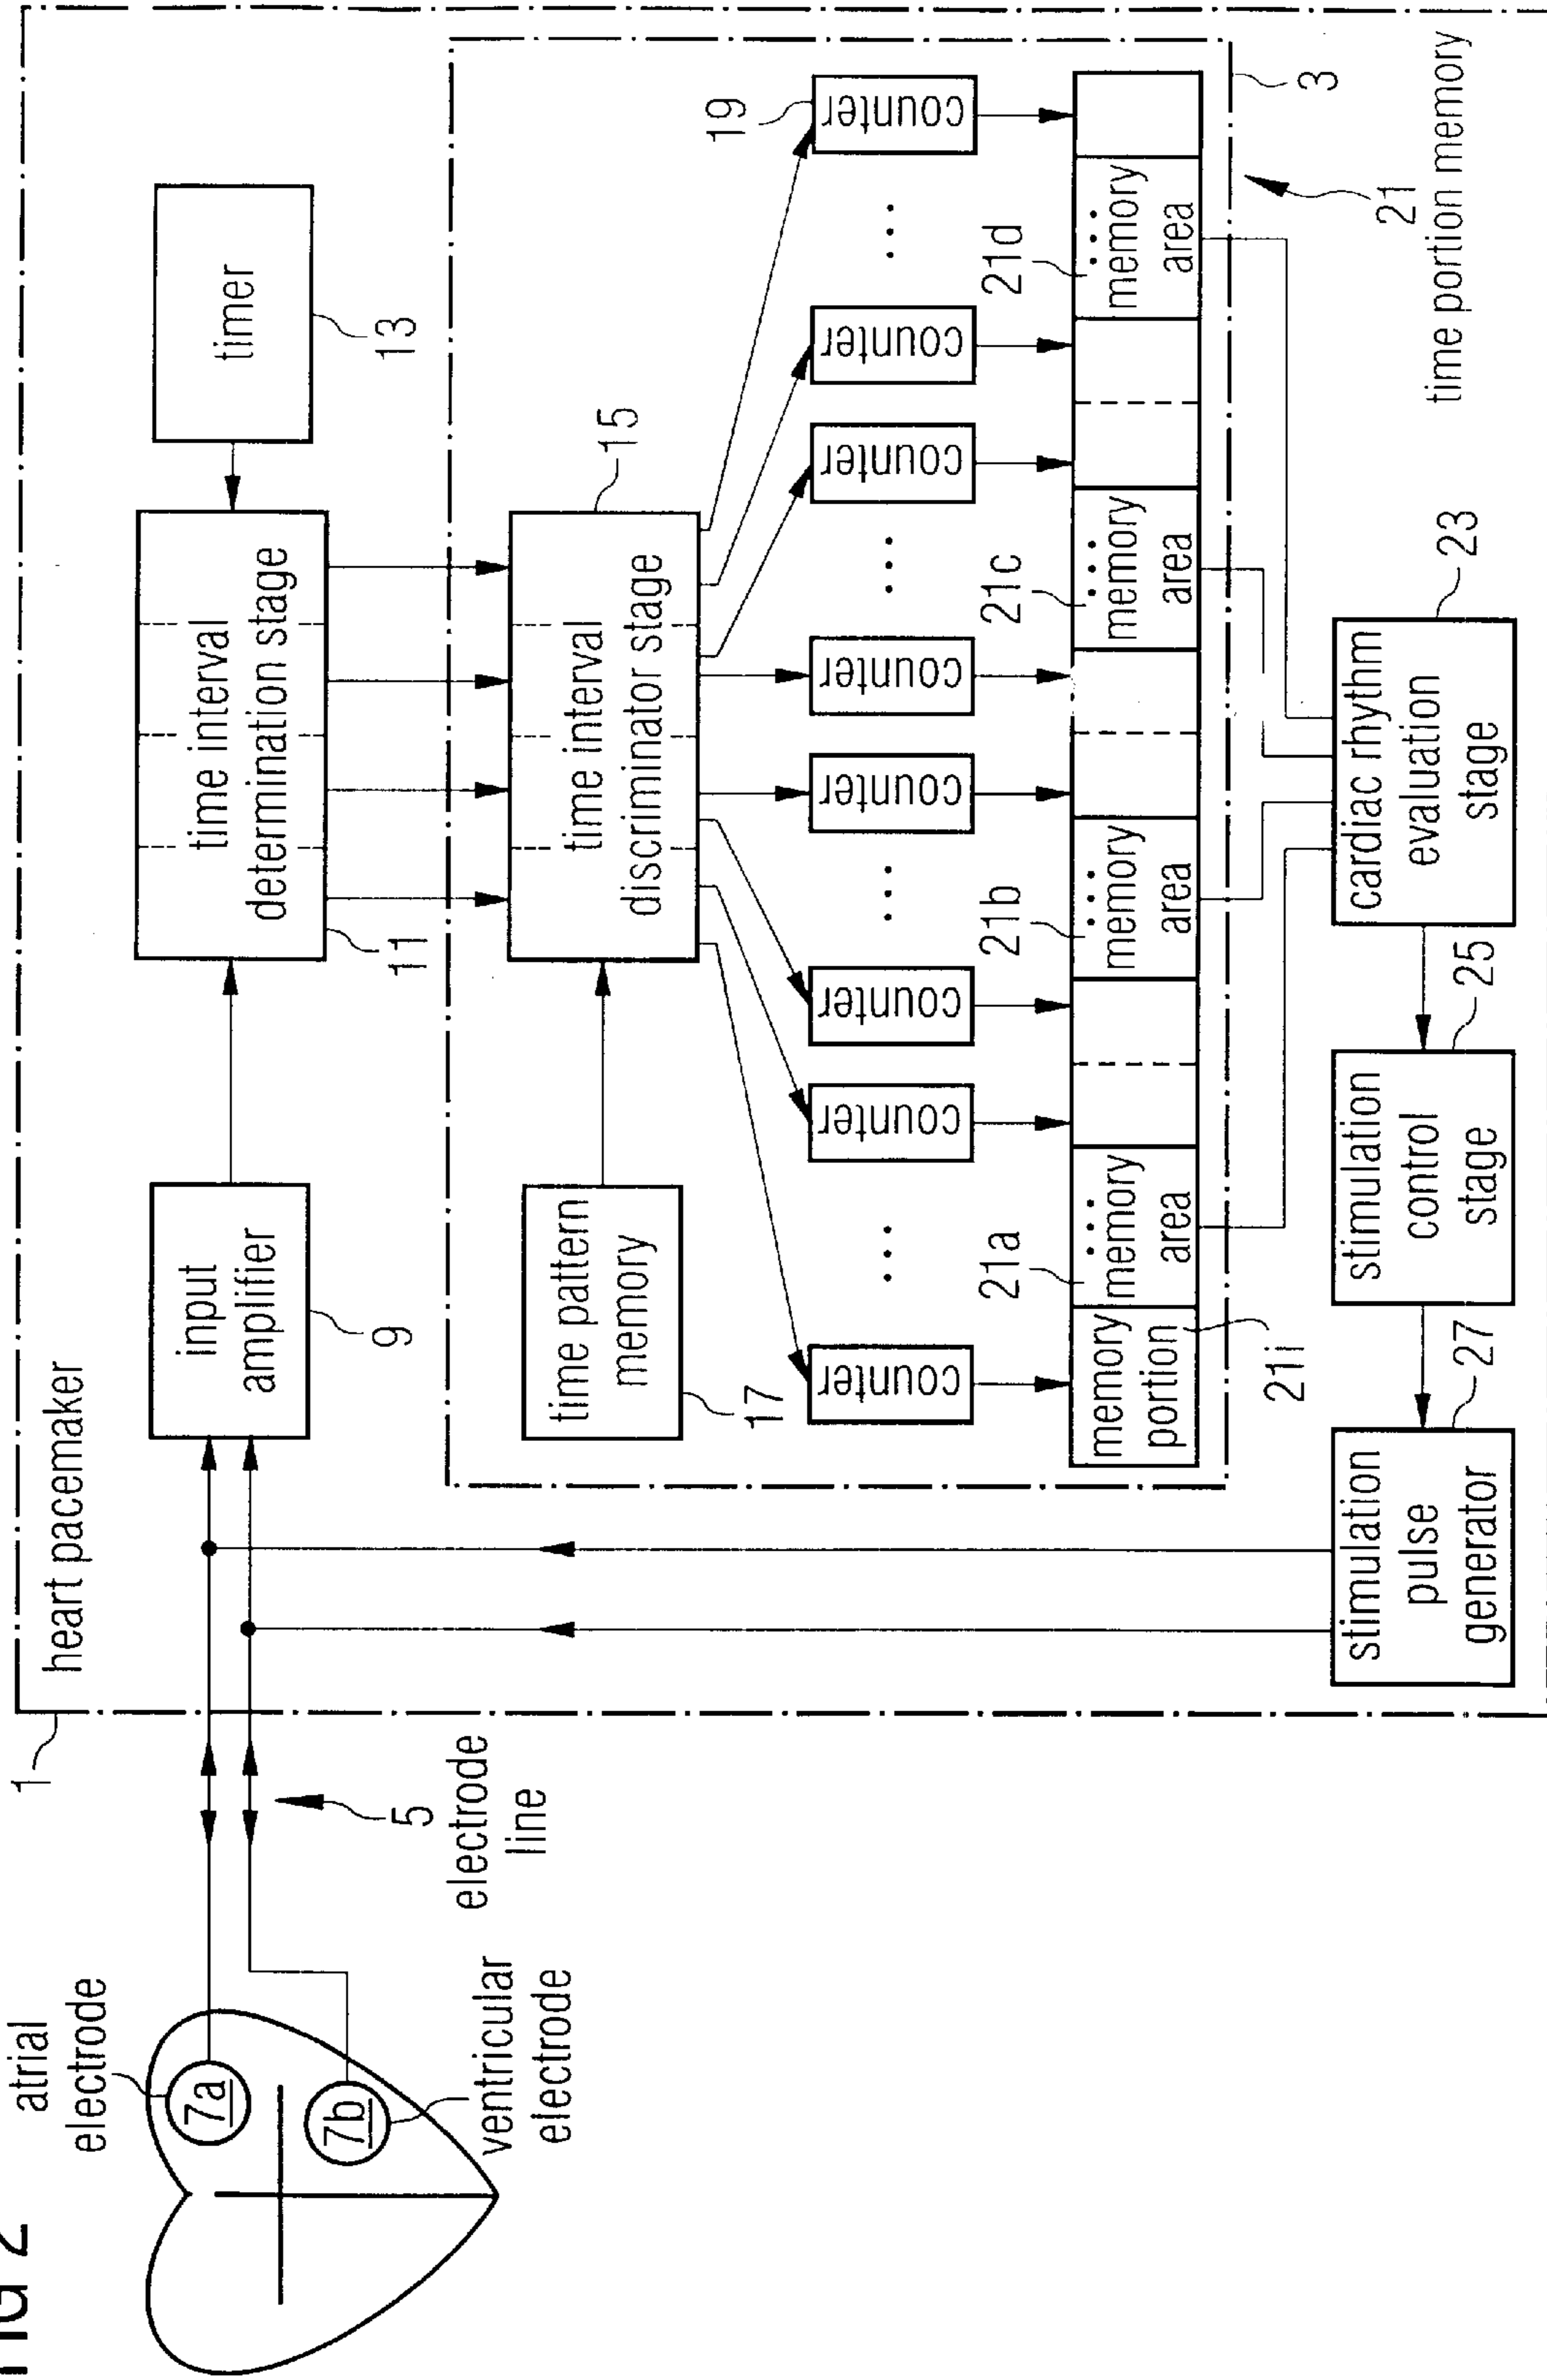 FIG 2
atrial
electrode
7a
7b
ventricular
electrode
5
electrode
line
1
heart pacemaker
input
amplifier
9
time interval
determination stage
11
timer
13
time pattern
memory
17
time interval
discriminator stage
15
counter
counter
counter
counter
counter
counter
counter
counter
19
...
...
...
...
memory
portion
21i
21a
...
memory
area
21b
...
memory
area
21c
...
memory
area
21d
...
memory
area
3
21
time portion memory
stimulation
pulse
generator
27
stimulation
control
stage
25
cardiac rhythm
evaluation
stage
23